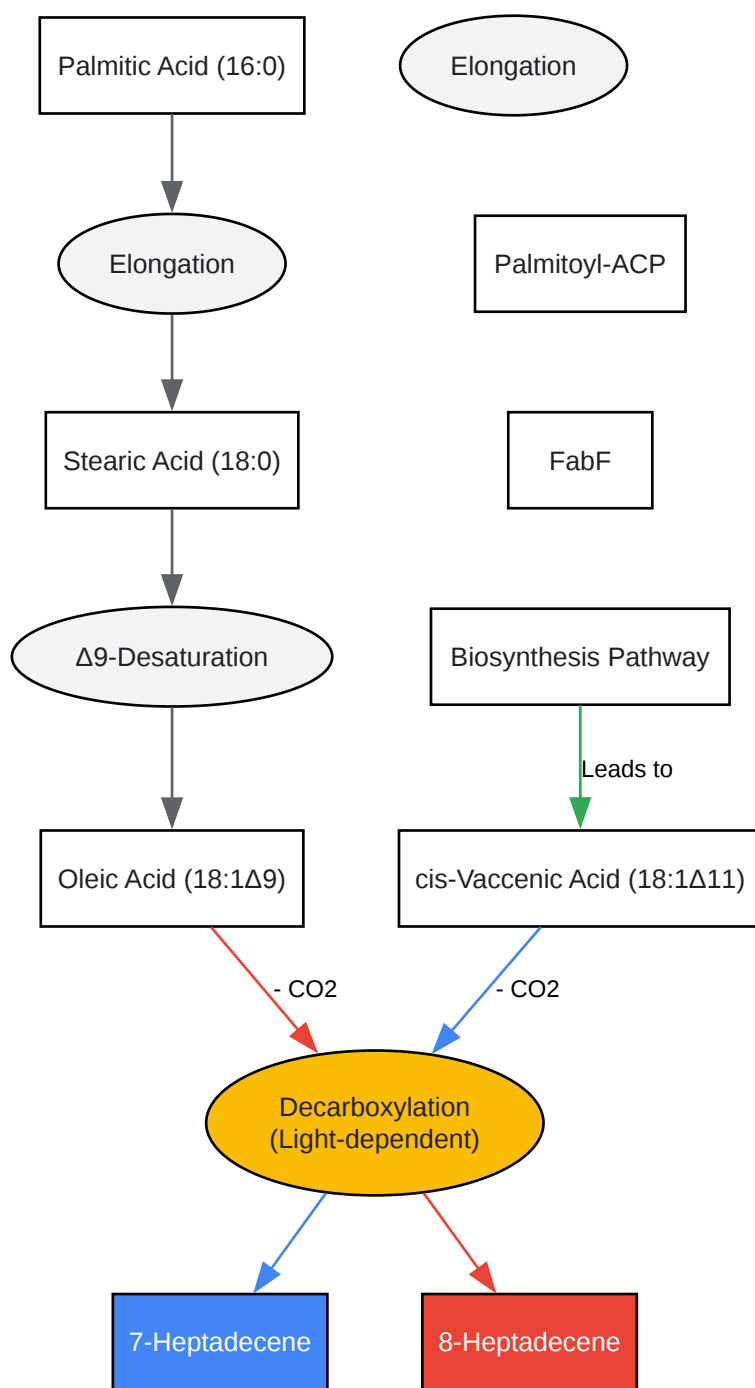 Palmitic Acid (16:0)
Elongation
Elongation
Palmitoyl-ACP
Stearic Acid (18:0)
FabF
Δ9-Desaturation
Biosynthesis Pathway
Leads to
Oleic Acid (18:1Δ9)
cis-Vaccenic Acid (18:1Δ11)
- CO2
- CO2
Decarboxylation
(Light-dependent)
7-Heptadecene
8-Heptadecene